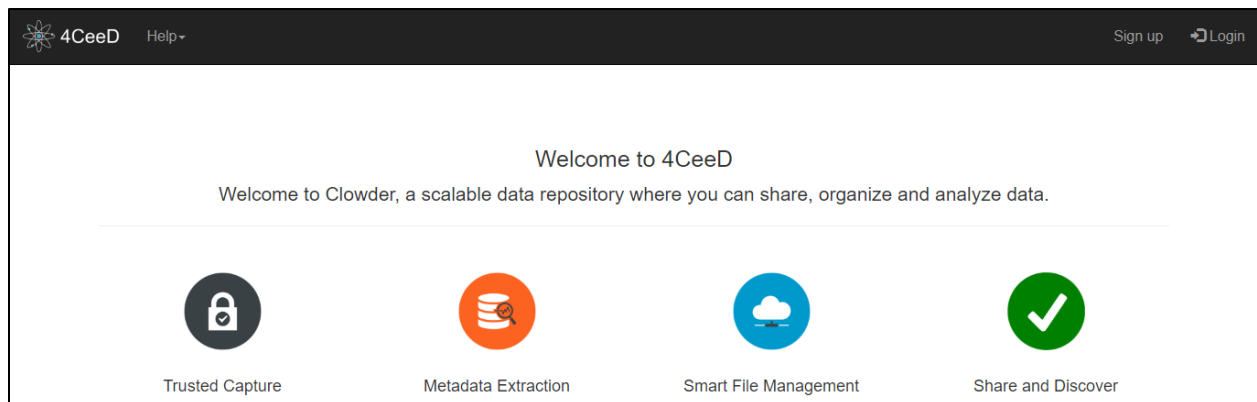 4CeeD Help Sign up Login
Welcome to 4CeeD
Welcome to Clowder, a scalable data repository where you can share, organize and analyze data.
Trusted Capture Metadata Extraction Smart File Management Share and Discover